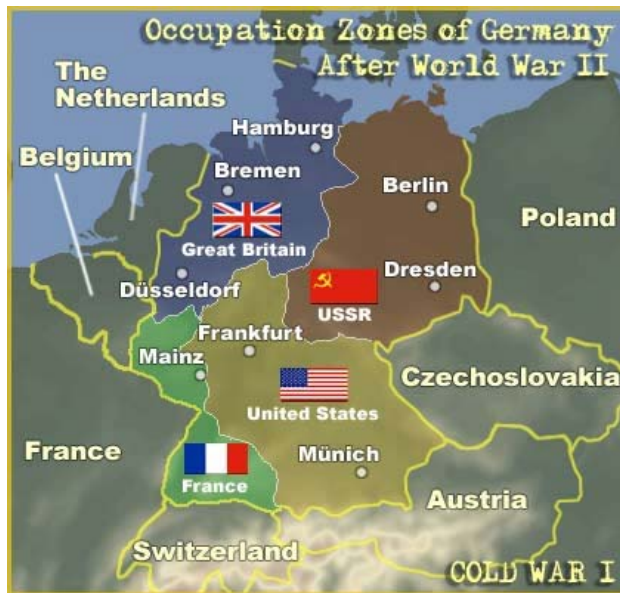 Occupation Zones of Germany
After World War II
The
Netherlands
Belgium
Hamburg
Bremen
Berlin
Poland
Great Britain
Düsseldorf
Dresden
USSR
Frankfurt
Mainz
Czechoslovakia
United States
France
Münich
France
Austria
Switzerland
COLD WAR I